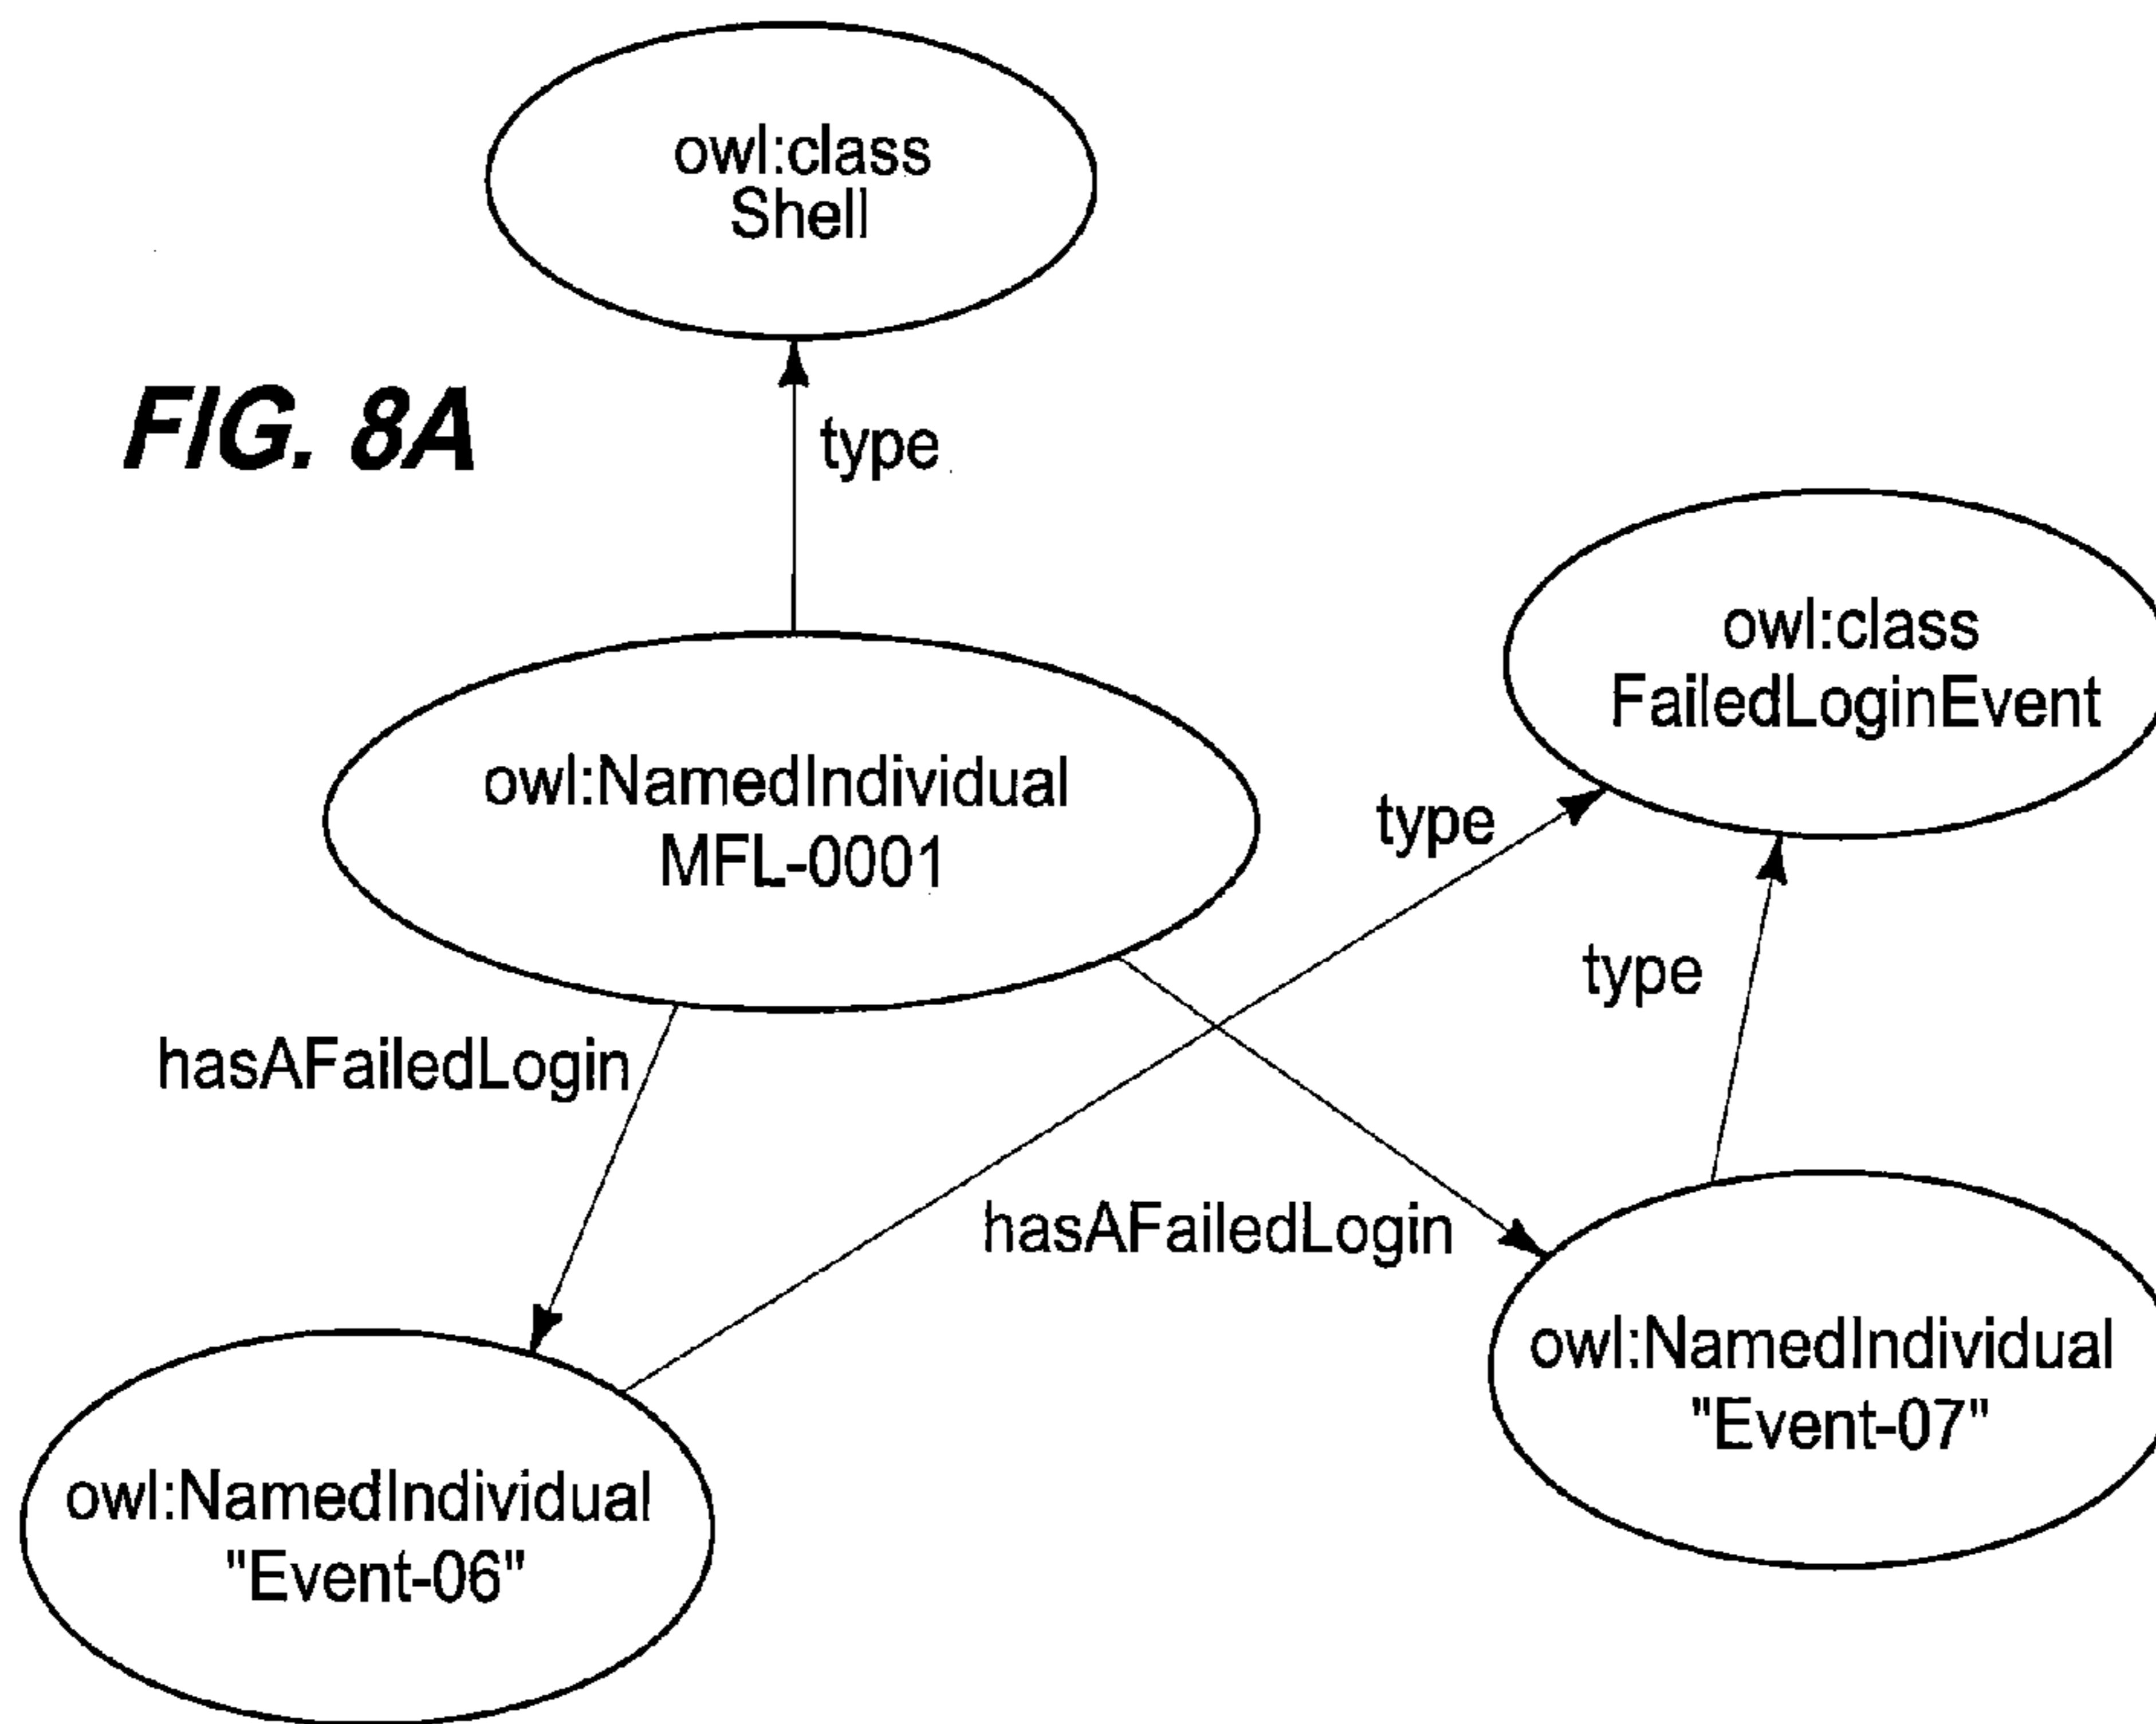 owl:class
Shell
FIG. 8A
type
owl:class
FailedLoginEvent
owl:NamedIndividual
MFL-0001
type
type
hasAFailedLogin
hasAFailedLogin
owl:NamedIndividual
"Event-07"
owl:NamedIndividual
"Event-06"